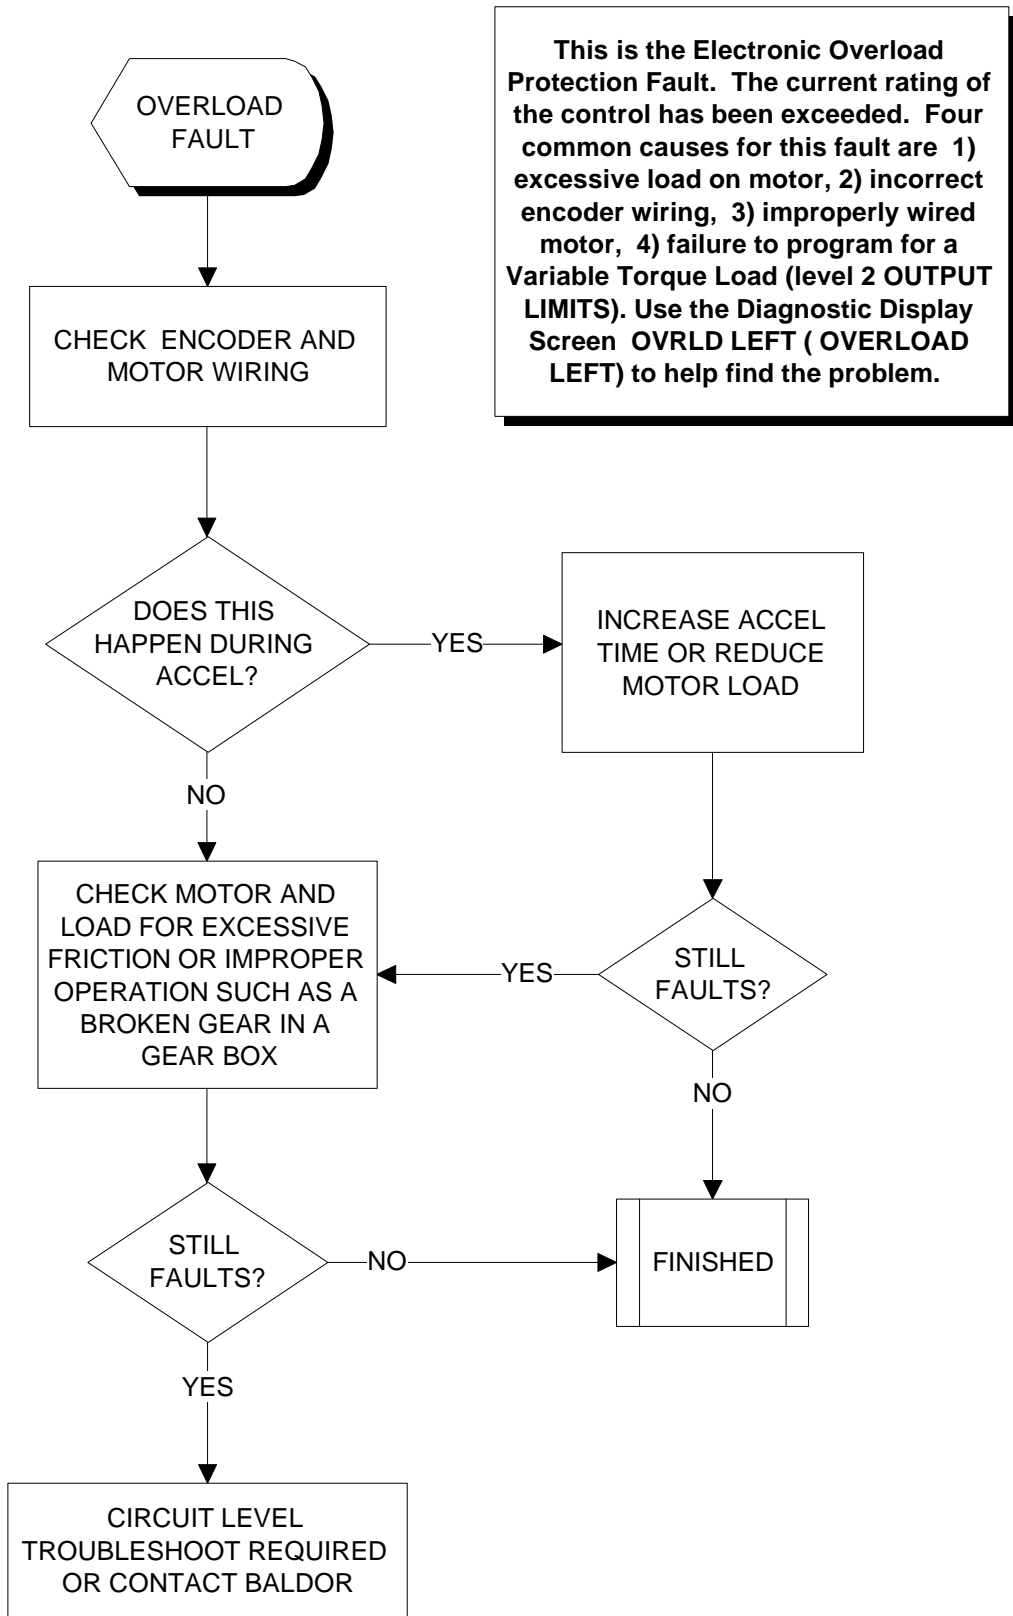 OVERLOAD
FAULT
This is the Electronic Overload
Protection Fault.  The current rating of
the control has been exceeded.  Four
common causes for this fault are  1)
excessive load on motor, 2) incorrect
encoder wiring,  3) improperly wired
motor,  4) failure to program for a
Variable Torque Load (level 2 OUTPUT
LIMITS). Use the Diagnostic Display
Screen  OVRLD LEFT ( OVERLOAD
LEFT) to help find the problem.
CHECK  ENCODER AND
MOTOR WIRING
DOES THIS
HAPPEN DURING
ACCEL?
YES
INCREASE ACCEL
TIME OR REDUCE
MOTOR LOAD
NO
CHECK MOTOR AND
LOAD FOR EXCESSIVE
FRICTION OR IMPROPER
OPERATION SUCH AS A
BROKEN GEAR IN A
GEAR BOX
YES
STILL
FAULTS?
NO
STILL
FAULTS?
NO
FINISHED
YES
CIRCUIT LEVEL
TROUBLESHOOT REQUIRED
OR CONTACT BALDOR